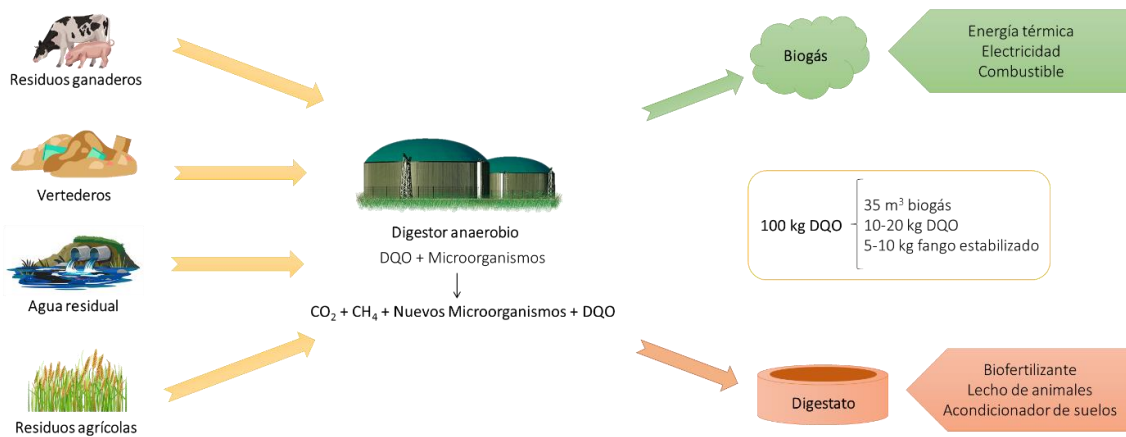 Residuos ganaderos
Vertederos
Agua residual
Residuos agrícolas
Digestor anaerobio
DQO + Microorganismos
CO₂ + CH₄ + Nuevos Microorganismos + DQO
Biogás
Energía térmica
Electricidad
Combustible
100 kg DQO
35 m³ biogás
10-20 kg DQO
5-10 kg fango estabilizado
Digestato
Biofertilizante
Lecho de animales
Acondicionador de suelos